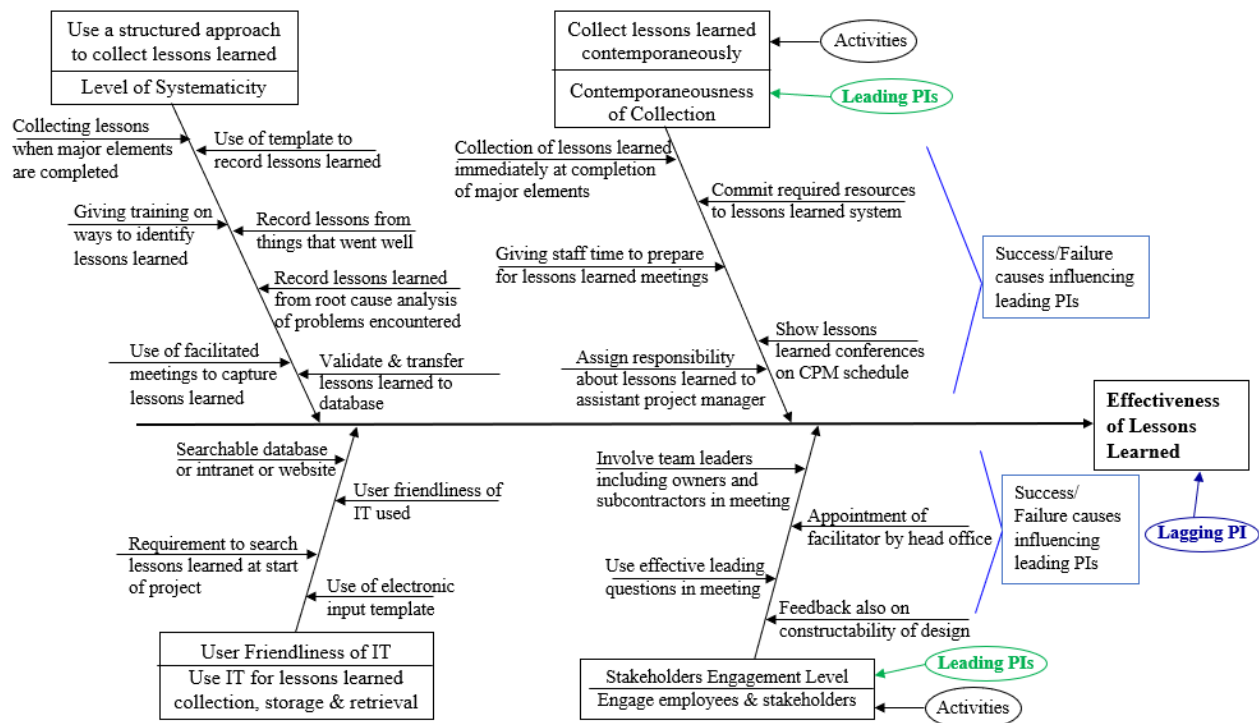 Use a structured approach
to collect lessons learned
Level of Systematicity
Collecting lessons
when major elements
are completed
Use of template to
record lessons learned
Giving training on
ways to identify
lessons learned
Record lessons from
things that went well
Record lessons learned
from root cause analysis
of problems encountered
Use of facilitated
meetings to capture
lessons learned
Validate & transfer
lessons learned to
database
Collect lessons learned
contemporaneously
Contemporaneousness
of Collection
Activities
Leading PIs
Collection of lessons learned
immediately at completion
of major elements
Commit required resources
to lessons learned system
Giving staff time to prepare
for lessons learned meetings
Show lessons
learned conferences
on CPM schedule
Assign responsibility
about lessons learned to
assistant project manager
Success/Failure
causes influencing
leading PIs
Effectiveness
of Lessons
Learned
Lagging PI
Searchable database
or intranet or website
User friendliness of
IT used
Requirement to search
lessons learned at start
of project
Use of electronic
input template
User Friendliness of IT
Use IT for lessons learned
collection, storage & retrieval
Involve team leaders
including owners and
subcontractors in meeting
Appointment of
facilitator by head office
Use effective leading
questions in meeting
Feedback also on
constructability of design
Success/
Failure causes
influencing
leading PIs
Stakeholders Engagement Level
Engage employees & stakeholders
Leading PIs
Activities